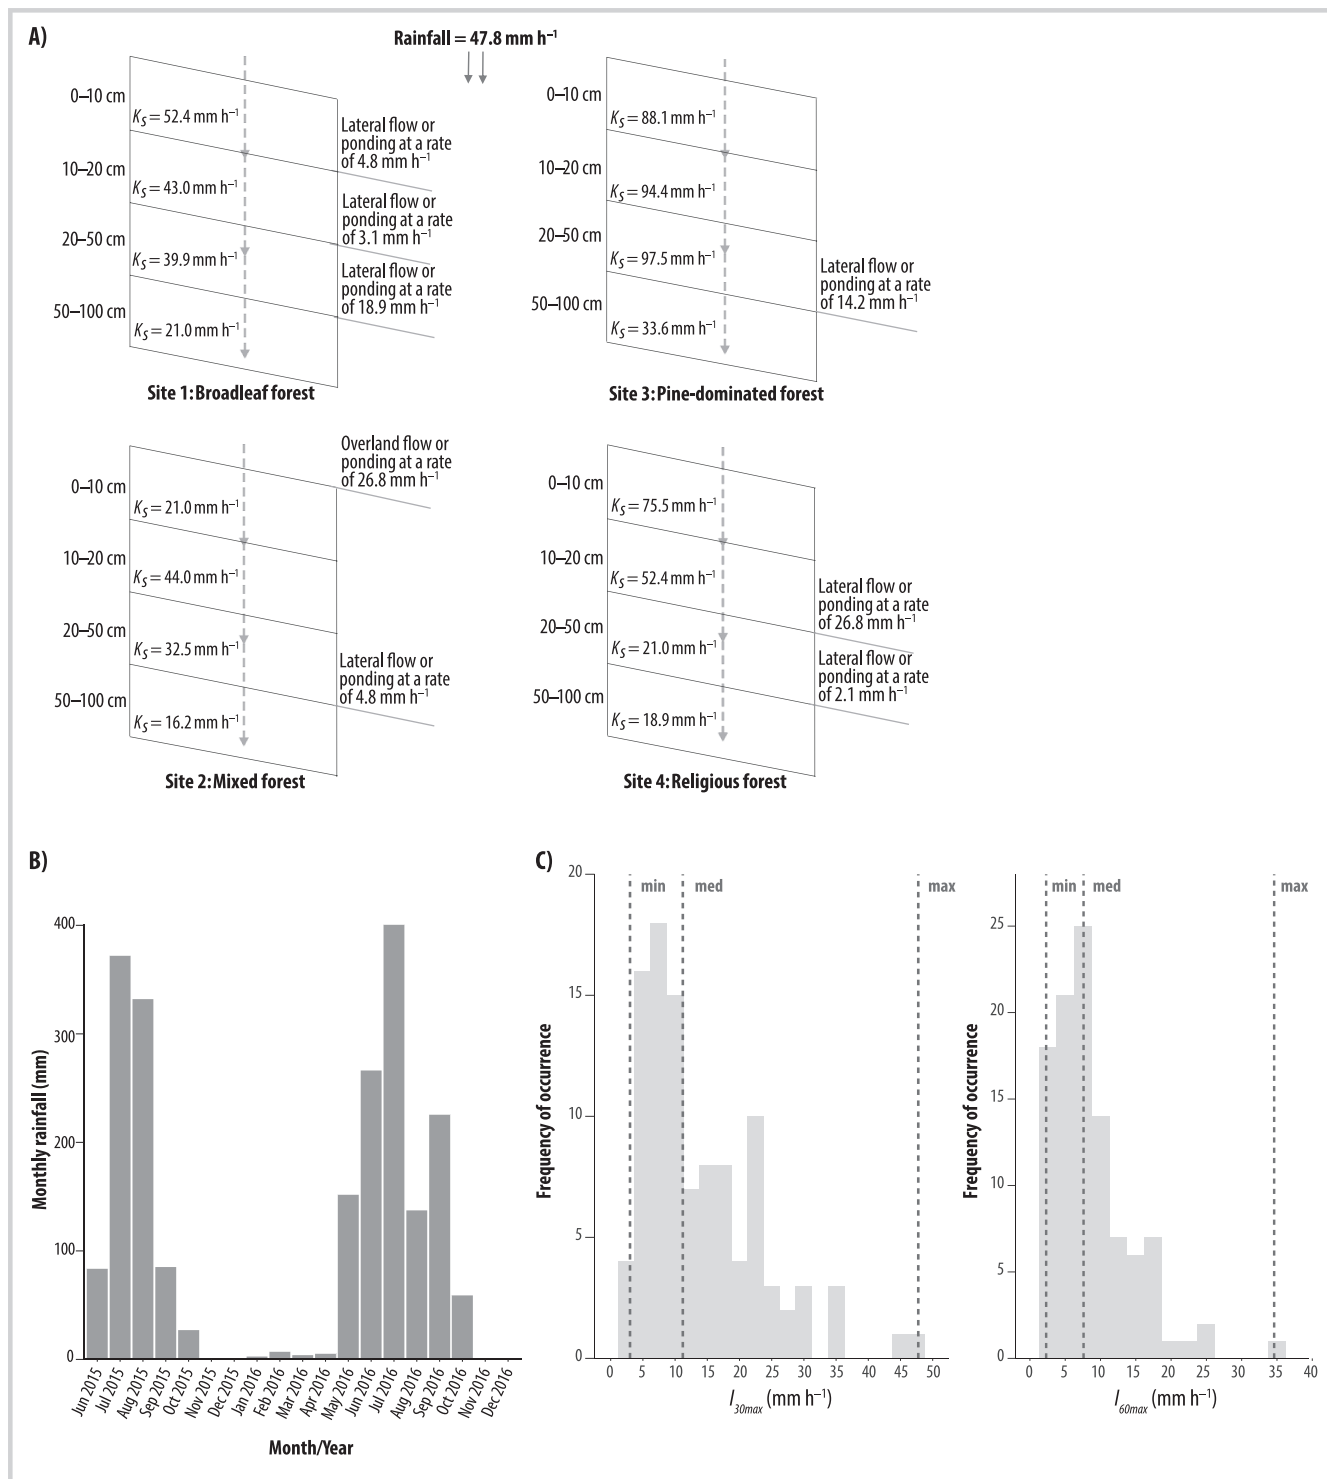 A)
Rainfall = 47.8 mm h⁻¹
0–10 cm
K_S = 52.4 mm h⁻¹
Lateral flow or
ponding at a rate
of 4.8 mm h⁻¹
10–20 cm
K_S = 43.0 mm h⁻¹
Lateral flow or
ponding at a rate
of 3.1 mm h⁻¹
20–50 cm
K_S = 39.9 mm h⁻¹
Lateral flow or
ponding at a rate
of 18.9 mm h⁻¹
50–100 cm
K_S = 21.0 mm h⁻¹
Site 1: Broadleaf forest
0–10 cm
K_S = 88.1 mm h⁻¹
10–20 cm
K_S = 94.4 mm h⁻¹
20–50 cm
K_S = 97.5 mm h⁻¹
Lateral flow or
ponding at a rate
of 14.2 mm h⁻¹
50–100 cm
K_S = 33.6 mm h⁻¹
Site 3: Pine-dominated forest
Overland flow or
ponding at a rate
of 26.8 mm h⁻¹
0–10 cm
K_S = 21.0 mm h⁻¹
10–20 cm
K_S = 44.0 mm h⁻¹
20–50 cm
K_S = 32.5 mm h⁻¹
Lateral flow or
ponding at a rate
of 4.8 mm h⁻¹
50–100 cm
K_S = 16.2 mm h⁻¹
Site 2: Mixed forest
0–10 cm
K_S = 75.5 mm h⁻¹
10–20 cm
K_S = 52.4 mm h⁻¹
Lateral flow or
ponding at a rate
of 26.8 mm h⁻¹
20–50 cm
K_S = 21.0 mm h⁻¹
Lateral flow or
ponding at a rate
of 2.1 mm h⁻¹
50–100 cm
K_S = 18.9 mm h⁻¹
Site 4: Religious forest
B)
Monthly rainfall (mm)
400
300
200
100
0
Jun 2015
Jul 2015
Aug 2015
Sep 2015
Oct 2015
Nov 2015
Dec 2015
Jan 2016
Feb 2016
Mar 2016
Apr 2016
May 2016
Jun 2016
Jul 2016
Aug 2016
Sep 2016
Oct 2016
Nov 2016
Dec 2016
Month/Year
C)
Frequency of occurrence
20
15
10
5
0
min
med
max
0 5 10 15 20 25 30 35 40 45 50
I_30max (mm h⁻¹)
Frequency of occurrence
25
20
15
10
5
0
min
med
max
0 5 10 15 20 25 30 35 40
I_60max (mm h⁻¹)